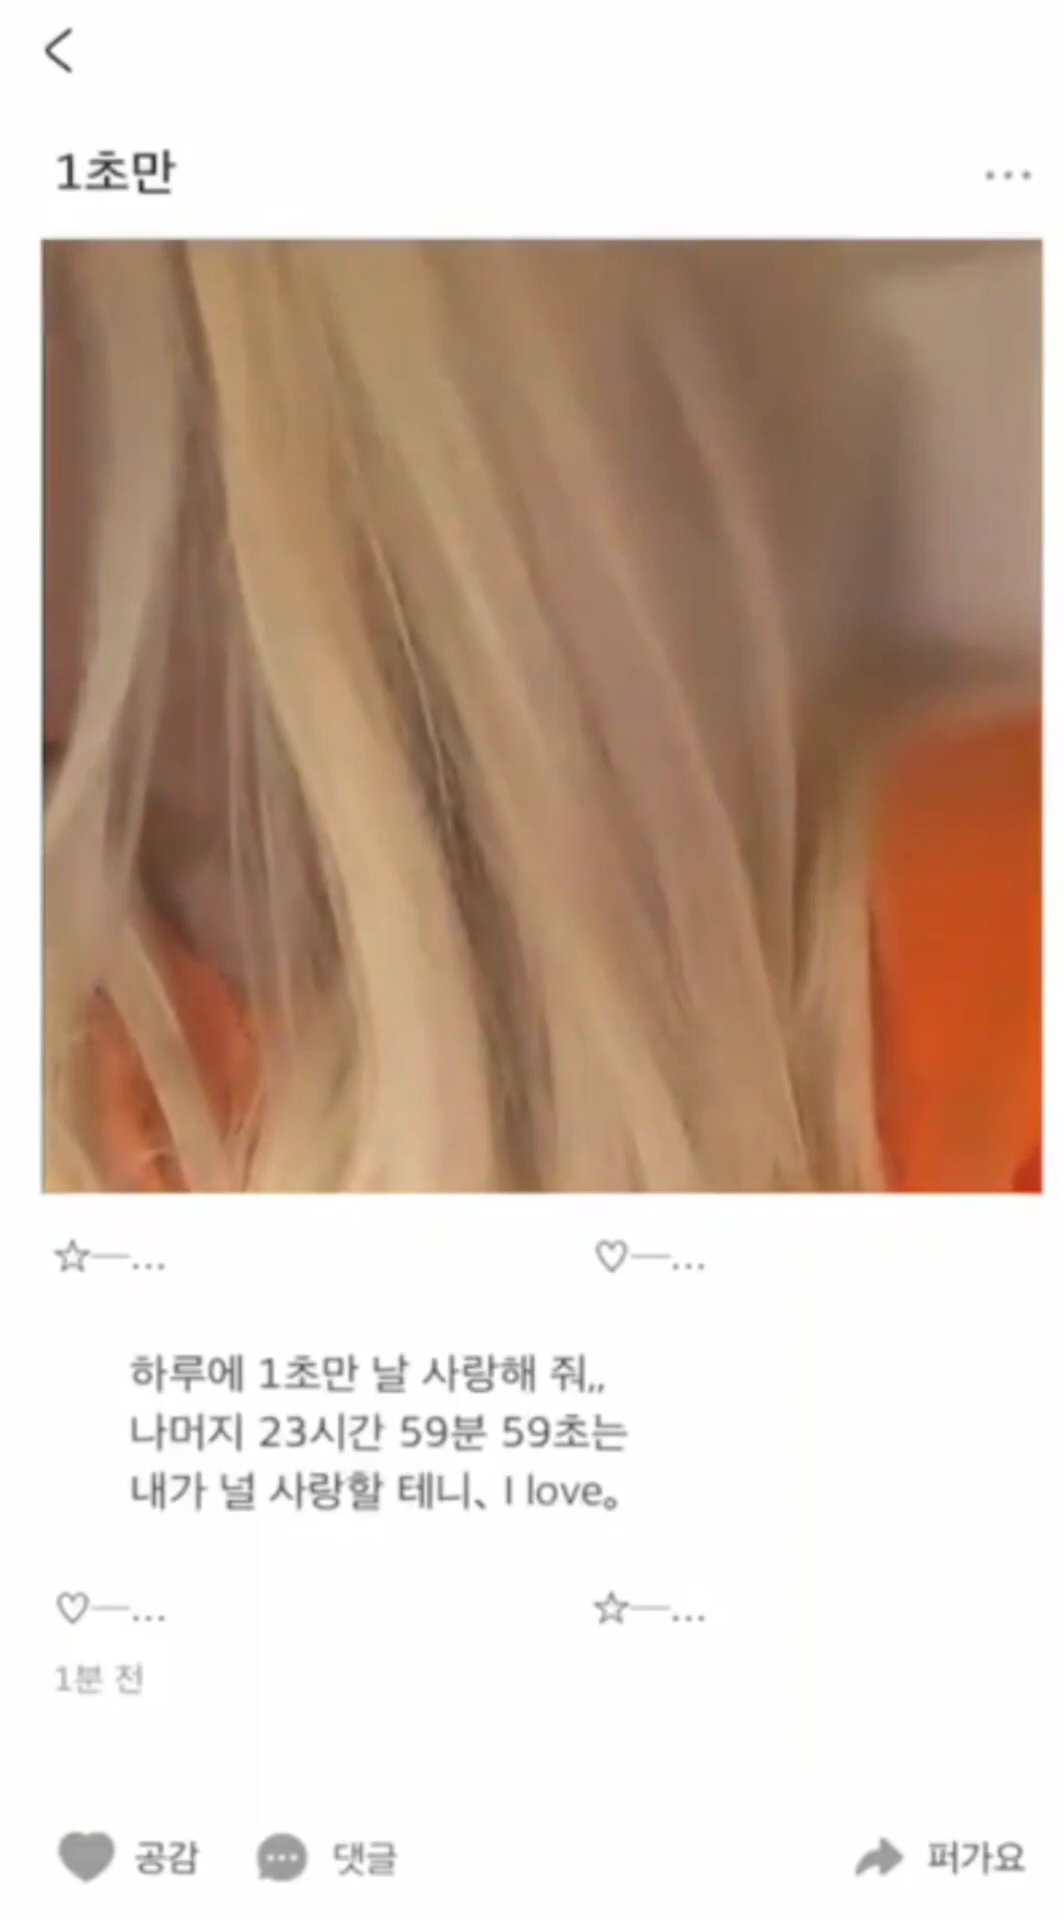 1초만
☆─…  ♡─…
하루에 1초만 날 사랑해 줘,,
나머지 23시간 59분 59초는
내가 널 사랑할 테니、I love。
♡─…  ☆─…
1분 전
공감 댓글 퍼가요